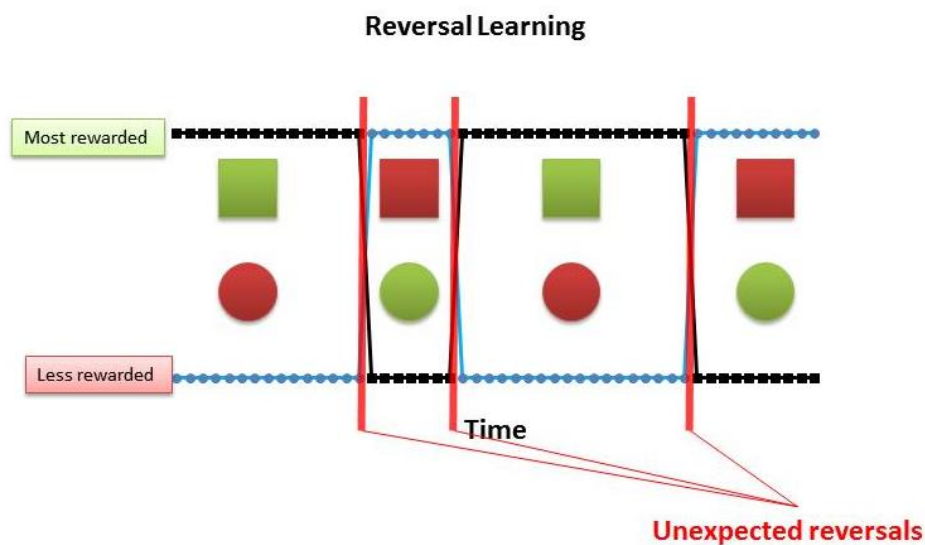 Reversal Learning
Most rewarded
Less rewarded
Time
Unexpected reversals